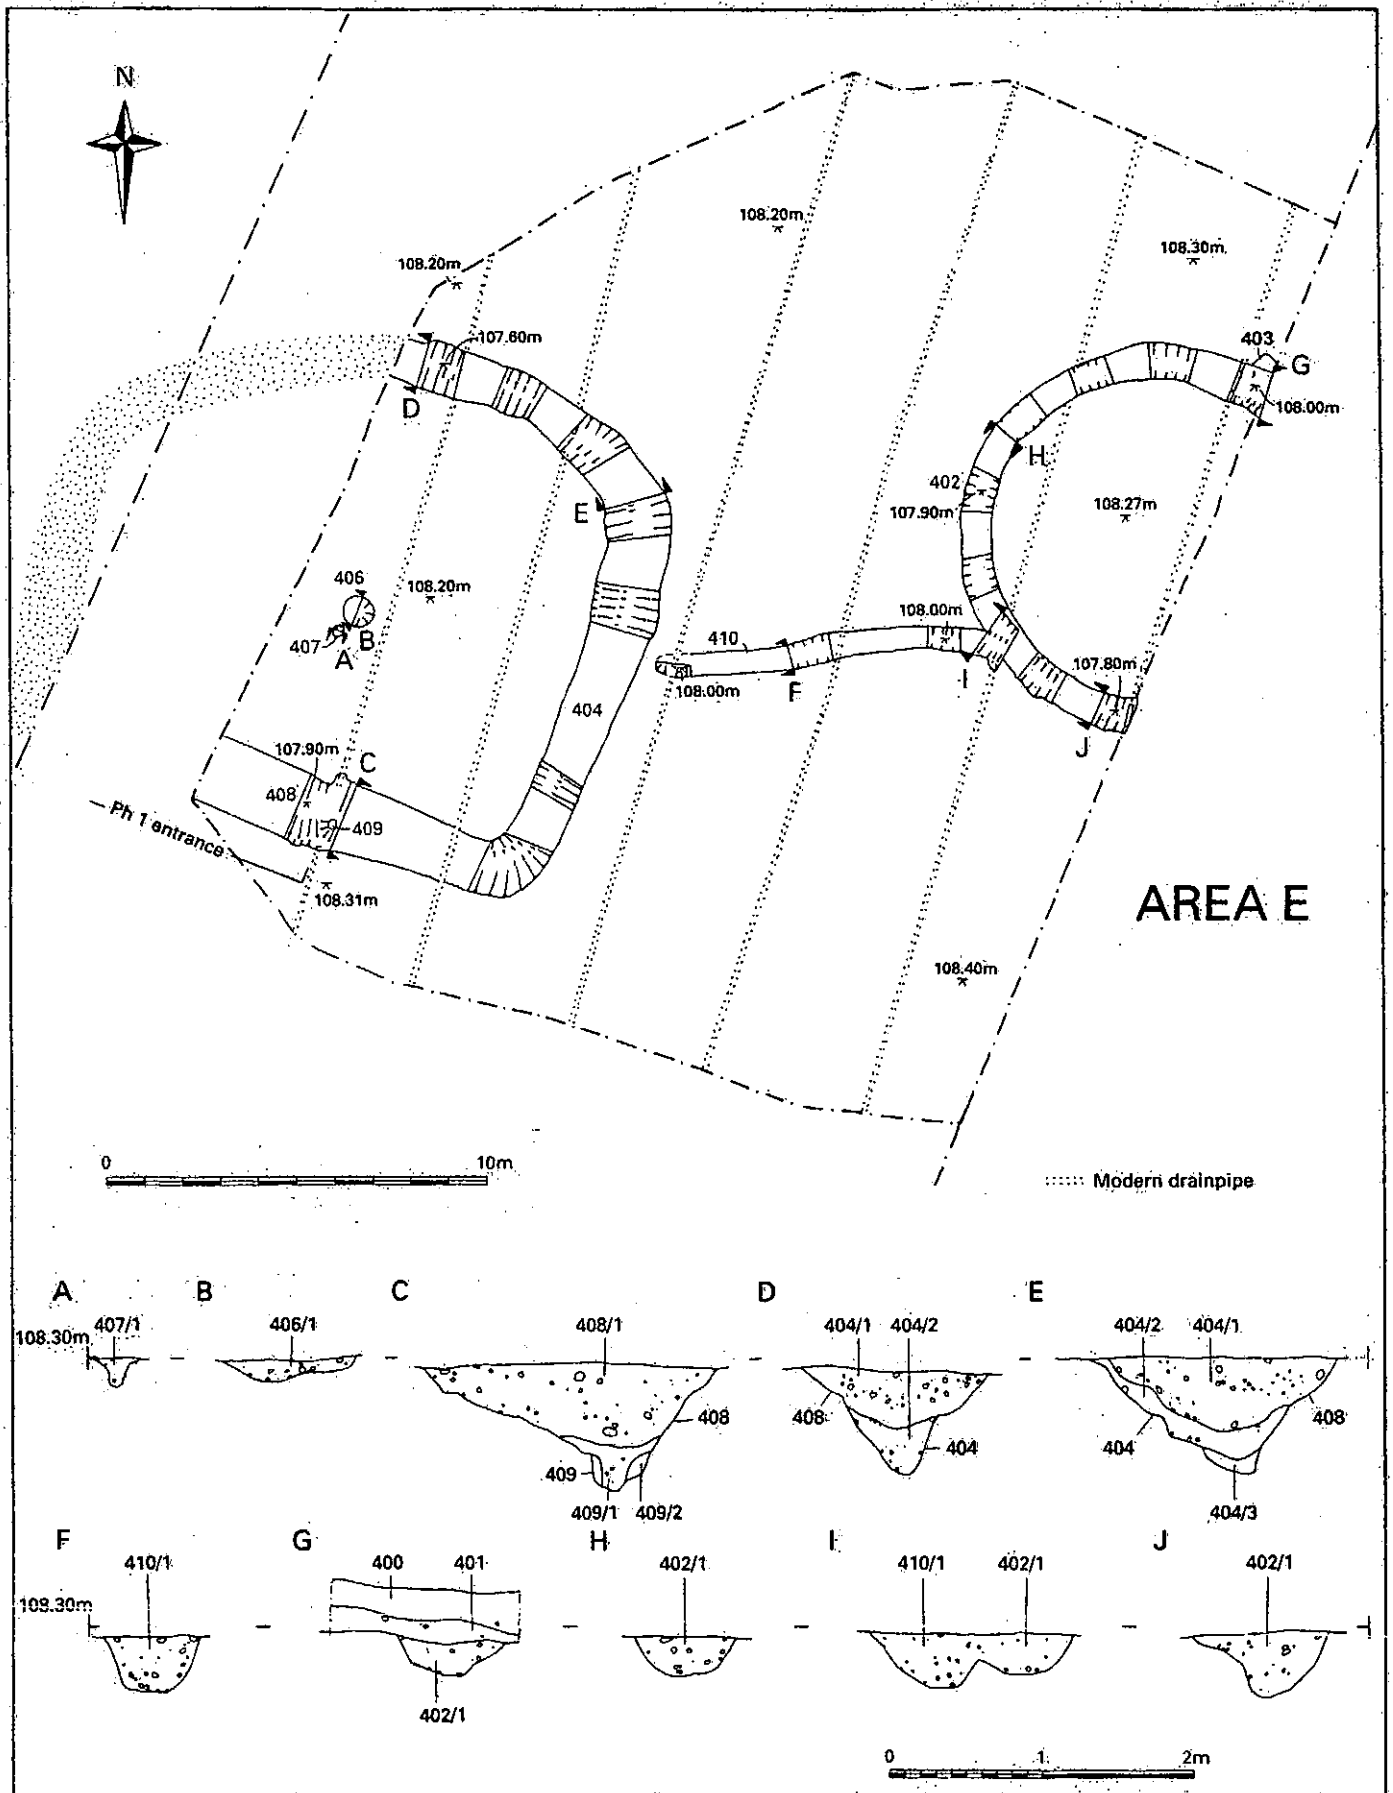 N
108.20m
108.30m
108.20m
107.60m
403
G
108.00m
D
H
402
107.90m
108.27m
E
406
108.20m
407
B
A
108.00m
410
107.80m
108.00m
F
I
404
J
107.90m
C
408
409
Ph 1 entrance
108.31m
AREA E
108.40m
0 10m
Modern drainpipe
A B C D E
108.30m
407/1 406/1 408/1 404/1 404/2 404/2 404/1
408 408 404 404 408
409
409/1 409/2 404/3
F G H I J
410/1 400 401 402/1 410/1 402/1 402/1
108.30m
402/1
0 1 2m